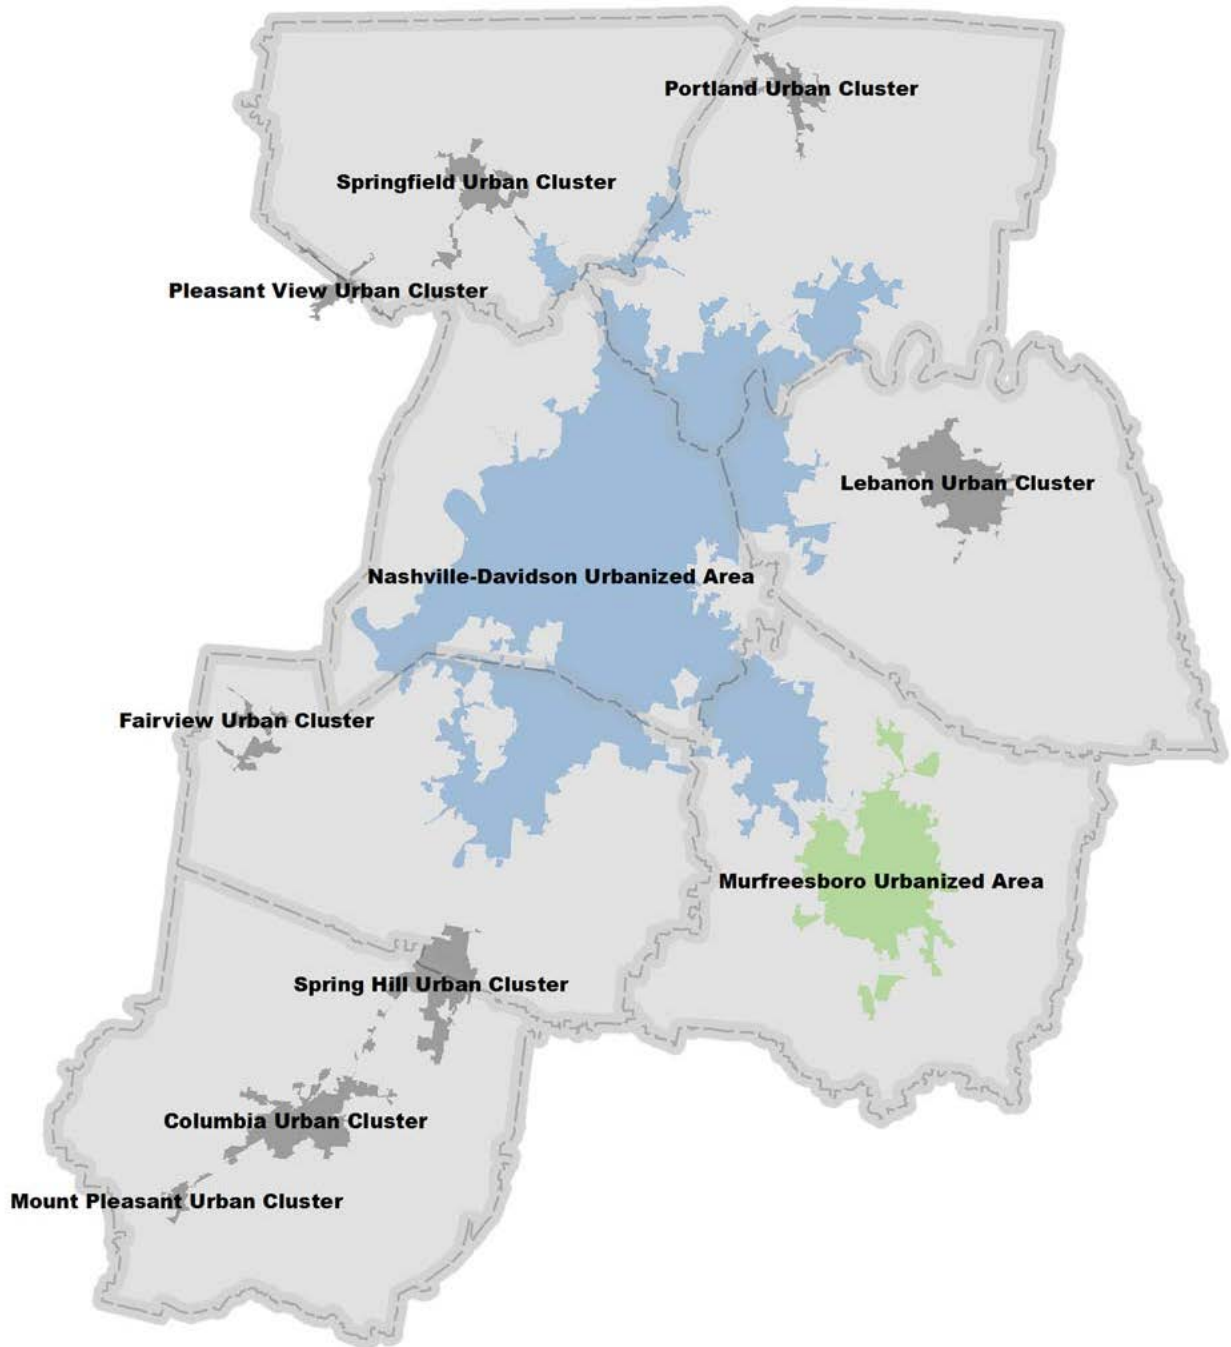 Portland Urban Cluster
Springfield Urban Cluster
Pleasant View Urban Cluster
Lebanon Urban Cluster
Nashville-Davidson Urbanized Area
Fairview Urban Cluster
Murfreesboro Urbanized Area
Spring Hill Urban Cluster
Columbia Urban Cluster
Mount Pleasant Urban Cluster